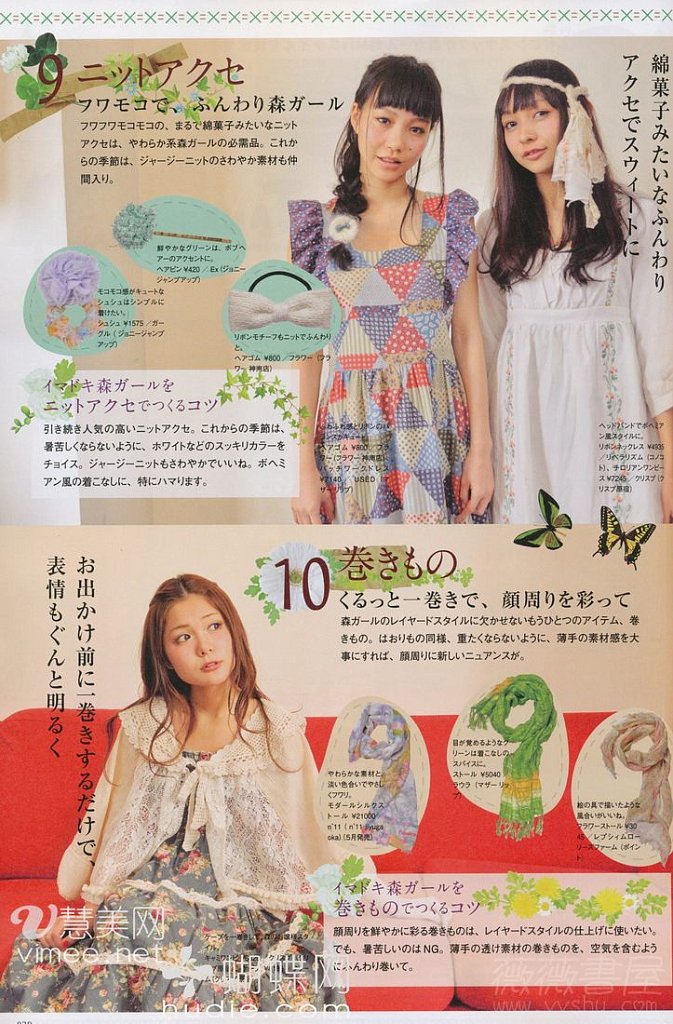 9 ニットアクセ
フワモコで、ふんわり森ガール
フワフワモコモコの、まるで綿菓子みたいなニット
アクセは、やわらか系森ガールの必需品。これか
らの季節は、ジャージーニットのさわやか素材も仲
間入り。
綿菓子みたいなふんわり
アクセでスウィートに
鮮やかなグリーンは、ボブヘ
アーのアクセントに。
ヘアピン ¥420／Ex（ジョニー
ジャンプアップ）
モコモコ感がキュートな
シュシュはシンプルに
着けたい。
シュシュ ¥1575／ガー
グル（ジョニージャンプ
アップ）
リボンモチーフもニットでふんわり
と。
ヘアゴム ¥800／フラワー（フラ
ワー 神南店）
イマドキ森ガールを
ニットアクセでつくるコツ
引き続き人気の高いニットアクセ。これからの季節は、
暑苦しくならないように、ホワイトなどのスッキリカラーを
チョイス。ジャージーニットもさわやかでいいね。ボヘミ
アン風の着こなしに、特にハマります。
ヘッドバンドでボヘミア
ン風スタイルに。
リボンネックレス ¥4935
／リベラリズム（コノコ
ト）、チロリアンワンピー
ス ¥7245／クリスプ（ク
リスプ原宿）
10 巻きもの
くるっと一巻きで、顔周りを彩って
森ガールのレイヤードスタイルに欠かせないもうひとつのアイテム、巻
きもの。はおりもの同様、重たくならないように、薄手の素材感を大
事にすれば、顔周りに新しいニュアンスが。
お出かけ前に一巻きするだけで、
表情もぐんと明るく
やわらかな素材と、
淡い色合いでやさし
くフワリ。
モダールシルクス
トール ¥21000／
n°11（5月発売）
目が覚めるようなグ
リーンは着こなしの
スパイスに。
ストール ¥5040／
ラウラ（マザーリッ
プ）
絵の具で描いたような
風合いがいいね。
フラワーストール ¥30
45／レプシィムロー
リーズファーム（ポイン
ト）
イマドキ森ガールを
巻きものでつくるコツ
顔周りを鮮やかに彩る巻きものは、レイヤードスタイルの仕上げに使いたい。
でも、暑苦しいのはNG。薄手の透け素材の巻きものを、空気を含むよう
にふんわり巻いて。
慧美网
vimee.net
蝴蝶网
hudie.com
薇薇書屋